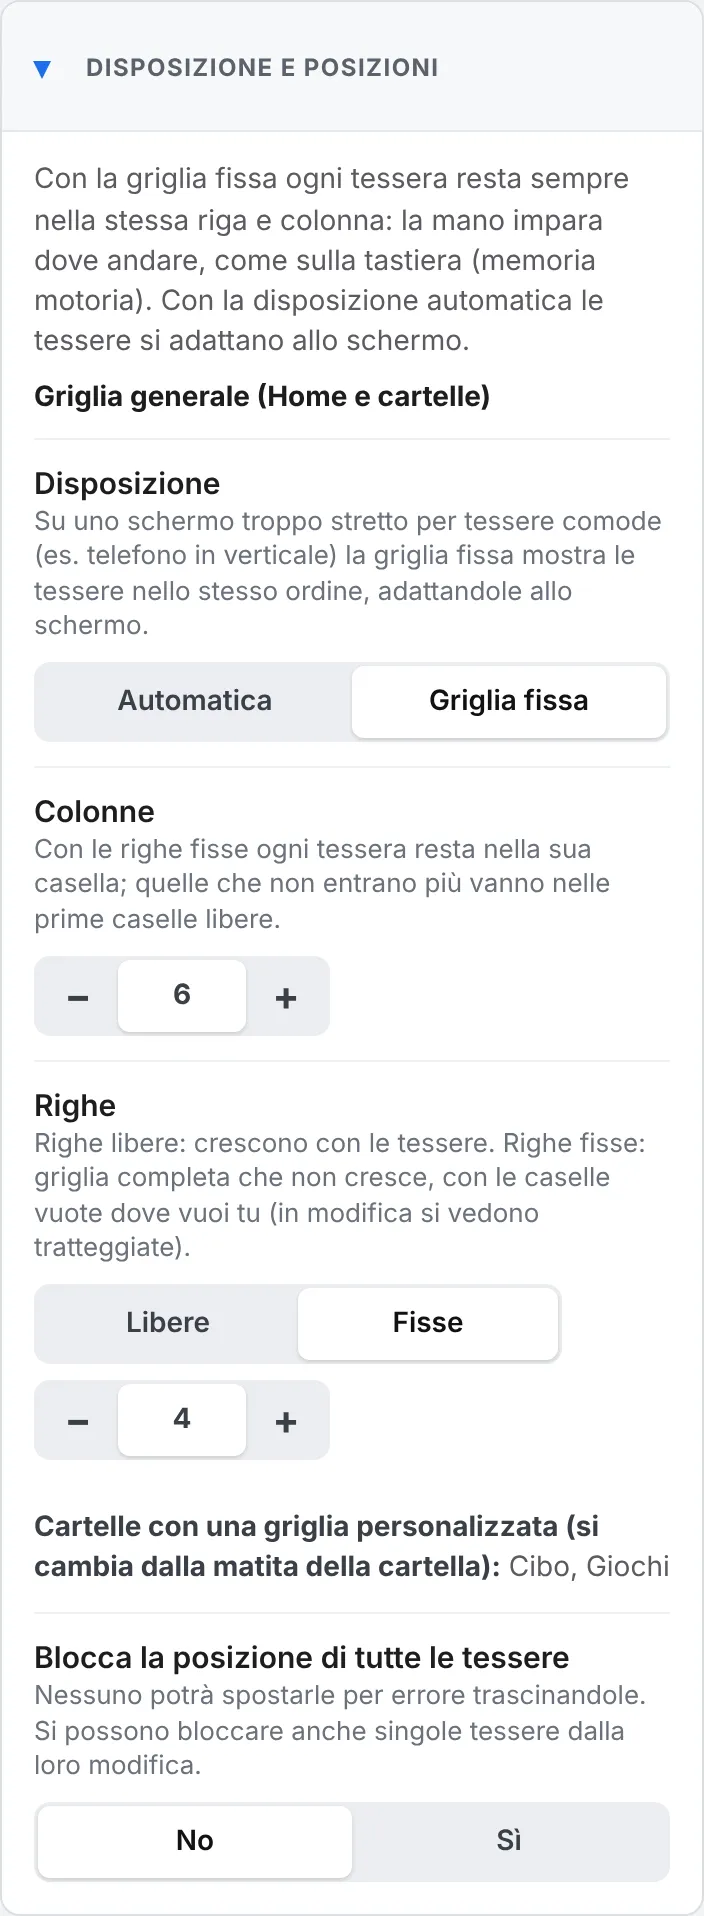 ▼ DISPOSIZIONE E POSIZIONI
Con la griglia fissa ogni tessera resta sempre
nella stessa riga e colonna: la mano impara
dove andare, come sulla tastiera (memoria
motoria). Con la disposizione automatica le
tessere si adattano allo schermo.
Griglia generale (Home e cartelle)
Disposizione
Su uno schermo troppo stretto per tessere comode
(es. telefono in verticale) la griglia fissa mostra le
tessere nello stesso ordine, adattandole allo
schermo.
Automatica Griglia fissa
Colonne
Con le righe fisse ogni tessera resta nella sua
casella; quelle che non entrano più vanno nelle
prime caselle libere.
− 6 +
Righe
Righe libere: crescono con le tessere. Righe fisse:
griglia completa che non cresce, con le caselle
vuote dove vuoi tu (in modifica si vedono
tratteggiate).
Libere Fisse
− 4 +
Cartelle con una griglia personalizzata (si
cambia dalla matita della cartella): Cibo, Giochi
Blocca la posizione di tutte le tessere
Nessuno potrà spostarle per errore trascinandole.
Si possono bloccare anche singole tessere dalla
loro modifica.
No Sì